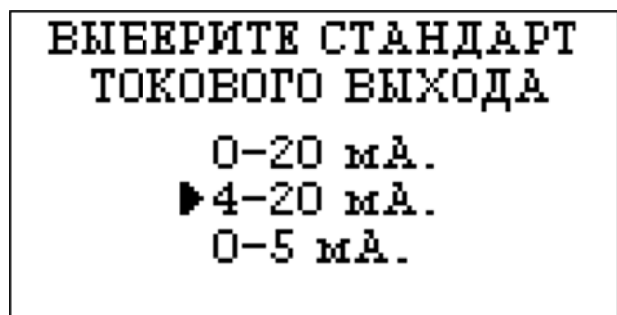 ВЫБЕРИТЕ СТАНДАРТ
ТОКОВОГО ВЫХОДА
0-20 мА.
▶4-20 мА.
0-5 мА.